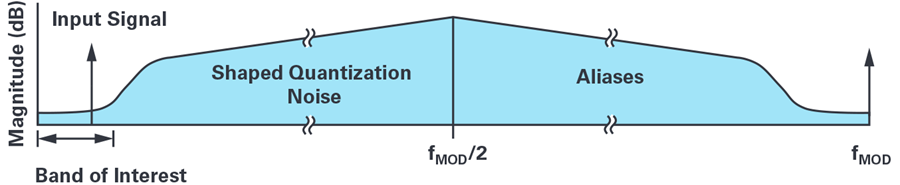 Magnitude (dB)
Input Signal
Shaped Quantization
Noise
Aliases
fMOD/2
fMOD
Band of Interest